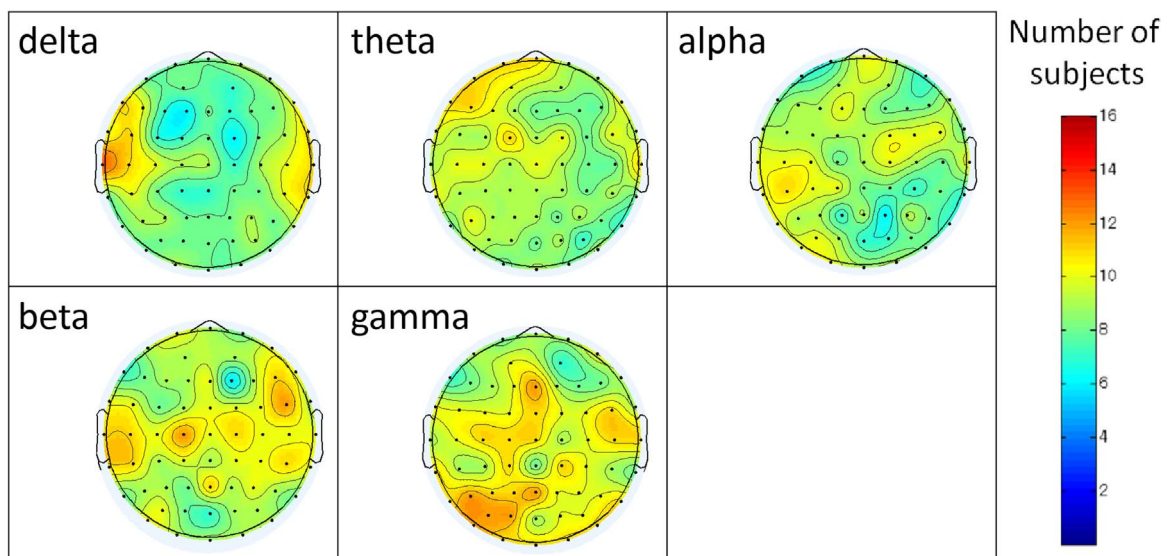 delta
theta
alpha
Number of
subjects
beta
gamma
16
14
12
10
8
6
4
2